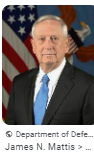 Department of Defe...
James N. Mattis > ...